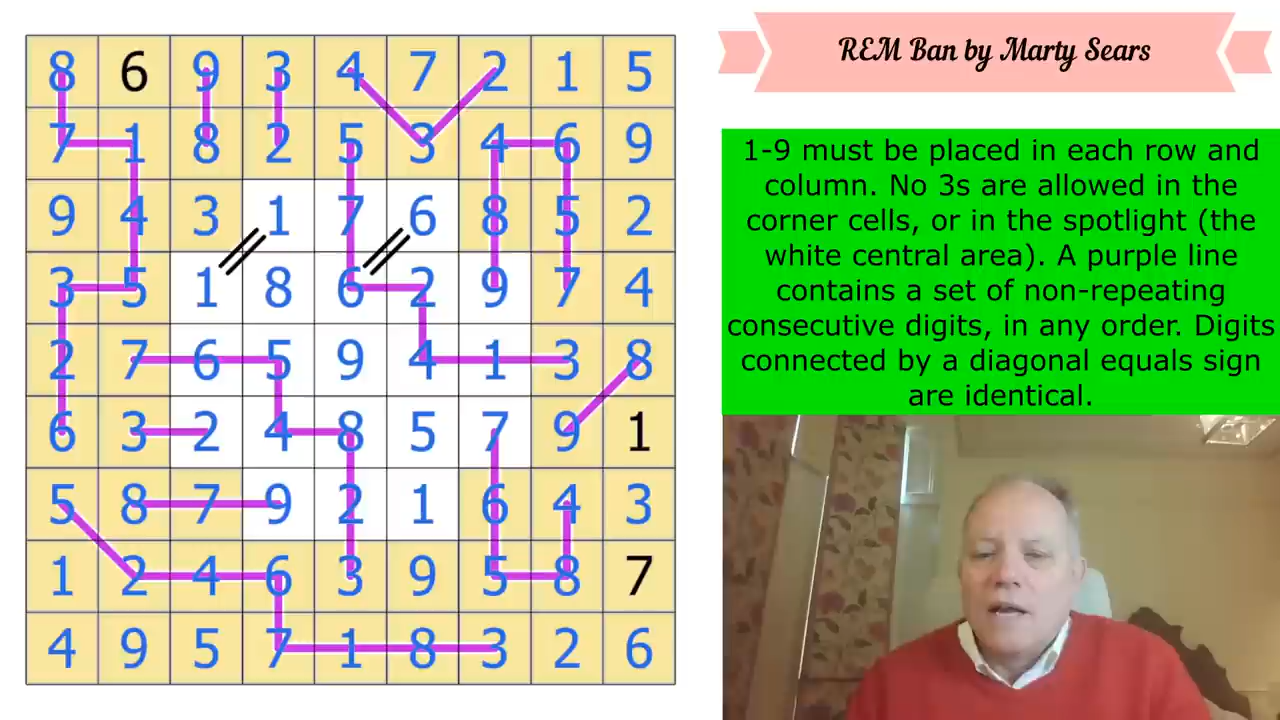 REM Ban by Marty Sears
8 6 9 3 4 7 2 1 5
7 1 8 2 5 3 4 6 9
9 4 3 1 7 6 8 5 2
3 5 1 8 6 2 9 7 4
2 7 6 5 9 4 1 3 8
6 3 2 4 8 5 7 9 1
5 8 7 9 2 1 6 4 3
1 2 4 6 3 9 5 8 7
4 9 5 7 1 8 3 2 6
1-9 must be placed in each row and
column. No 3s are allowed in the
corner cells, or in the spotlight (the
white central area). A purple line
contains a set of non-repeating
consecutive digits, in any order. Digits
connected by a diagonal equals sign
are identical.